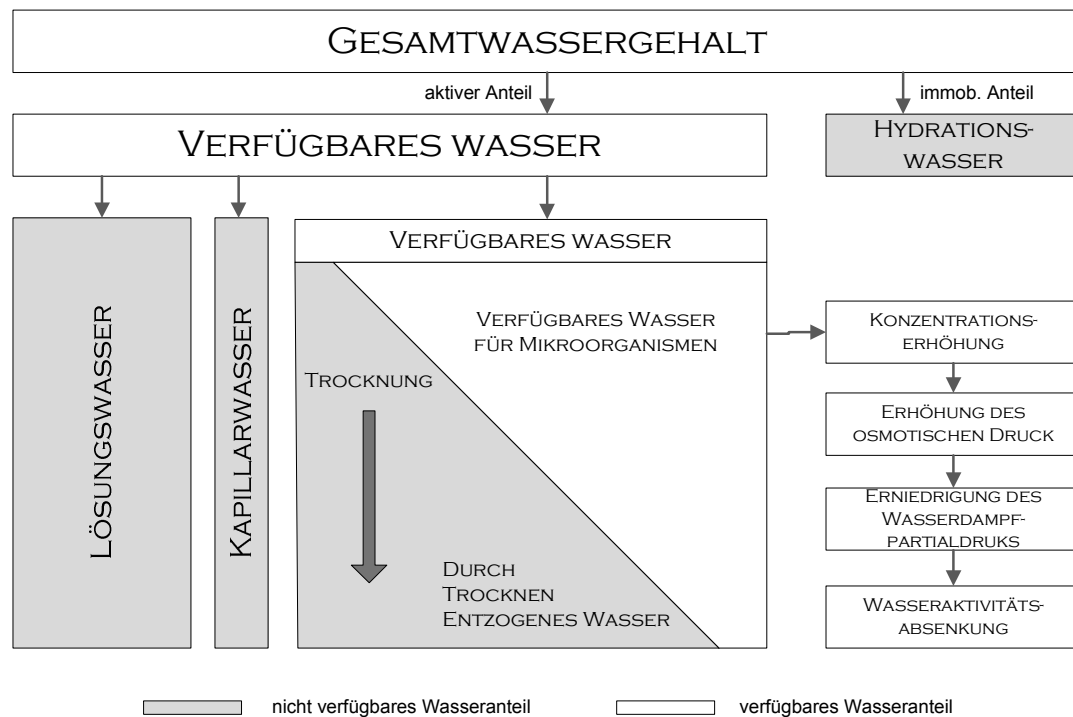 GESAMTWASSERGEHALT
aktiver Anteil
immob. Anteil
VERFÜGBARES WASSER
HYDRATIONS-
WASSER
LÖSUNGSWASSER
KAPILLARWASSER
VERFÜGBARES WASSER
VERFÜGBARES WASSER
FÜR MIKROORGANISMEN
TROCKNUNG
DURCH
TROCKNEN
ENTZOGENES WASSER
KONZENTRATIONS-
ERHÖHUNG
ERHÖHUNG DES
OSMOTISCHEN DRUCK
ERNIEDRIGUNG DES
WASSERDAMPF-
PARTIALDRUKS
WASSERAKTIVITÄTS-
ABSENKUNG
nicht verfügbares Wasseranteil
verfügbares Wasseranteil